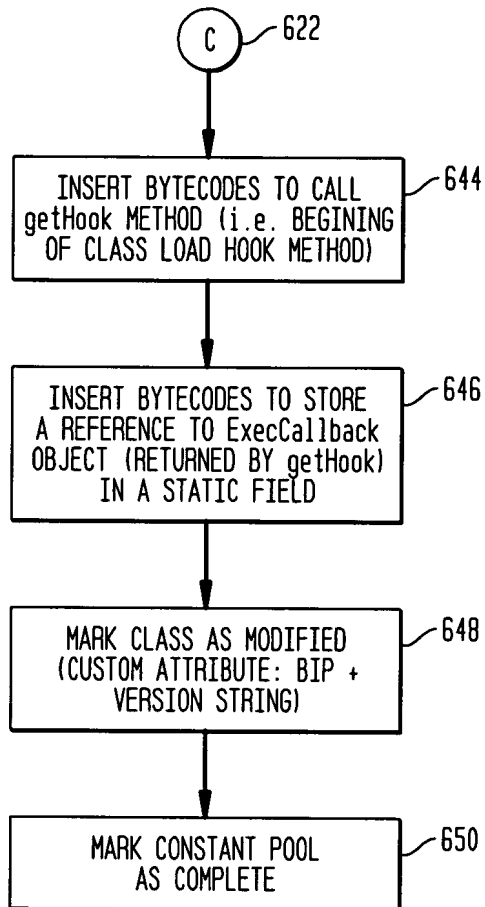 C
622
INSERT BYTECODES TO CALL
getHook METHOD (i.e. BEGINING
OF CLASS LOAD HOOK METHOD)
644
INSERT BYTECODES TO STORE
A REFERENCE TO ExecCallback
OBJECT (RETURNED BY getHook)
IN A STATIC FIELD
646
MARK CLASS AS MODIFIED
(CUSTOM ATTRIBUTE: BIP +
VERSION STRING)
648
MARK CONSTANT POOL
AS COMPLETE
650